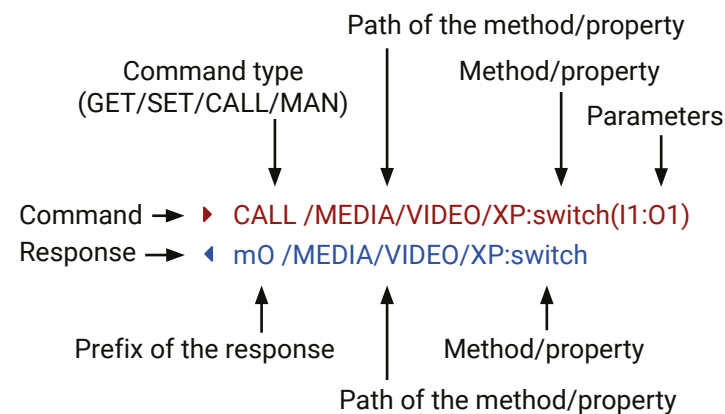 Path of the method/property
Command type
(GET/SET/CALL/MAN)
Method/property
Parameters
Command
CALL /MEDIA/VIDEO/XP:switch(I1:O1)
Response
mO /MEDIA/VIDEO/XP:switch
Prefix of the response
Method/property
Path of the method/property